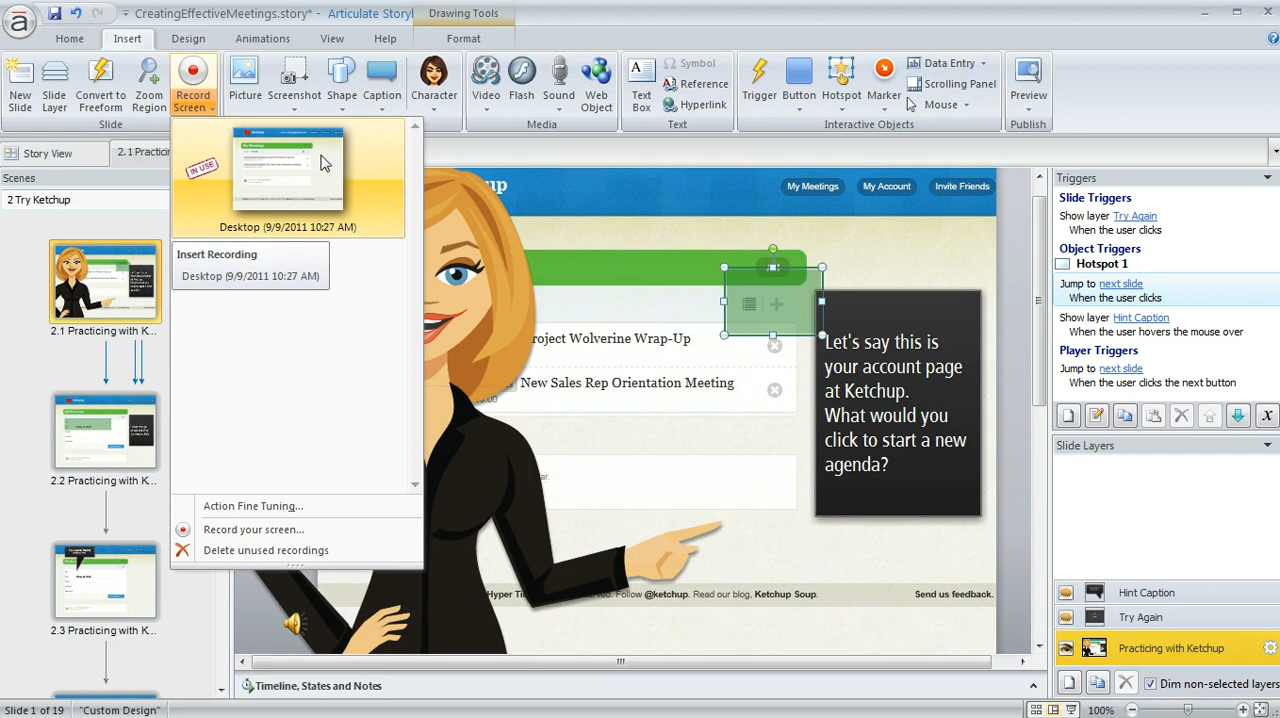 CreatingEffectiveMeetings.story* - Articulate Storyl
Drawing Tools
Home Insert Design Animations View Help Format
New Slide
Slide Layer
Convert to Freeform
Zoom Region
Record Screen
Picture
Screenshot
Shape
Caption
Character
Video
Flash
Sound
Web Object
Text Box
Symbol
Reference
Hyperlink
Trigger
Button
Hotspot
Marker
Data Entry
Scrolling Panel
Mouse
Preview
Slide
Media
Text
Interactive Objects
Publish
Story View
2.1 Practicin
Scenes
2 Try Ketchup
2.1 Practicing with K...
2.2 Practicing with K...
2.3 Practicing with K...
IN USE
Desktop (9/9/2011 10:27 AM)
Insert Recording
Desktop (9/9/2011 10:27 AM)
Action Fine Tuning...
Record your screen...
Delete unused recordings
My Meetings
My Account
Invite Friends
roject Wolverine Wrap-Up
New Sales Rep Orientation Meeting
Let's say this is
your account page
at Ketchup.
What would you
click to start a new
agenda?
Follow @ketchup. Read our blog, Ketchup Soup.
Send us feedback.
Timeline, States and Notes
Triggers
Slide Triggers
Show layer Try Again
When the user clicks
Object Triggers
Hotspot 1
Jump to next slide
When the user clicks
Show layer Hint Caption
When the user hovers the mouse over
Player Triggers
Jump to next slide
When the user clicks the next button
Slide Layers
Hint Caption
Try Again
Practicing with Ketchup
Dim non-selected layers
Slide 1 of 19
"Custom Design"
100%